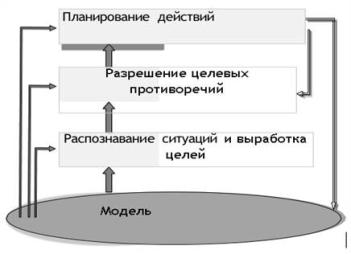 Планирование действий
Разрешение целевых
противоречий
Распознавание ситуаций и выработка
целей
Модель